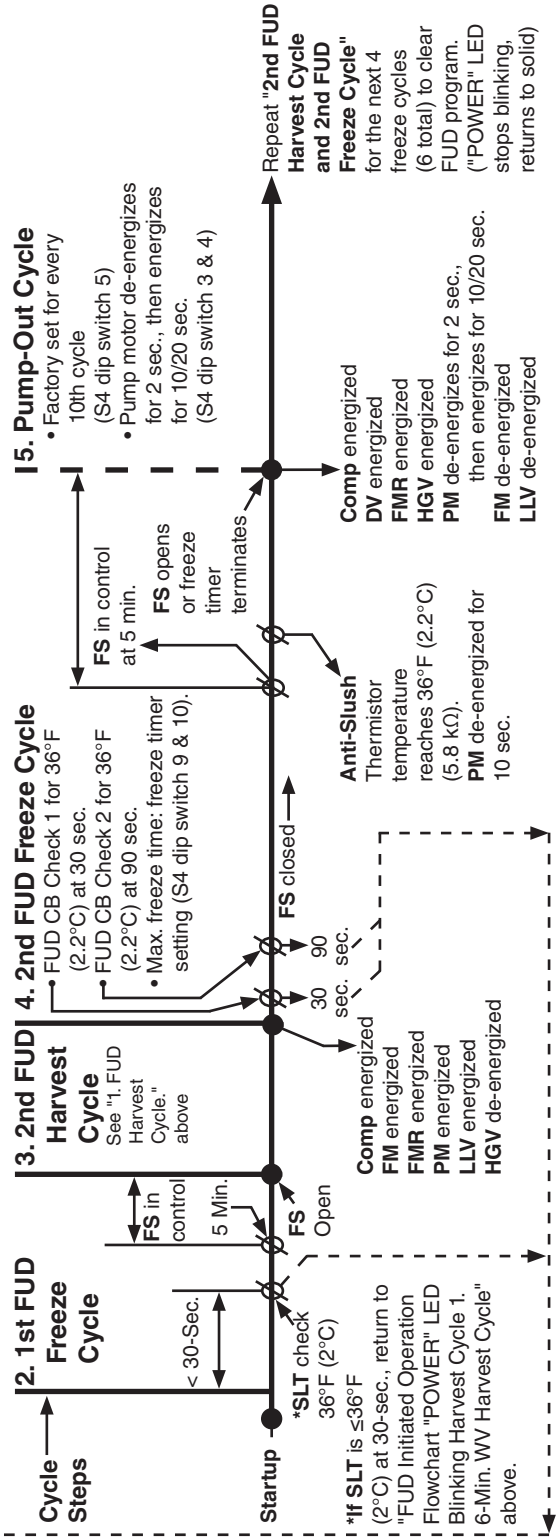 Cycle
Steps
2. 1st FUD
Freeze
Cycle
< 30-Sec.
FS in
control
5 Min.
Startup
*SLT check
36°F (2°C)
*If SLT is ≤36°F
(2°C) at 30-sec., return to
"FUD Initiated Operation
Flowchart "POWER" LED
Blinking Harvest Cycle 1.
6-Min. WV Harvest Cycle"
above.
FS
Open
3. 2nd FUD
Harvest
Cycle
See "1. FUD
Harvest
Cycle."
above
4. 2nd FUD Freeze Cycle
• FUD CB Check 1 for 36°F
(2.2°C) at 30 sec.
• FUD CB Check 2 for 36°F
(2.2°C) at 90 sec.
• Max. freeze time: freeze timer
setting (S4 dip switch 9 & 10).
30
sec.
90
sec.
FS closed
Comp energized
FM energized
FMR energized
PM energized
LLV energized
HGV de-energized
FS in control
at 5 min.
Anti-Slush
Thermistor
temperature
reaches 36°F (2.2°C)
(5.8 kΩ).
PM de-energized for
10 sec.
FS opens
or freeze
timer
terminates
5. Pump-Out Cycle
• Factory set for every
10th cycle
(S4 dip switch 5)
• Pump motor de-energizes
for 2 sec., then energizes
for 10/20 sec.
(S4 dip switch 3 & 4)
Comp energized
DV energized
FMR energized
HGV energized
PM de-energizes for 2 sec.,
then energizes for 10/20 sec.
FM de-energized
LLV de-energized
Repeat "2nd FUD
Harvest Cycle
and 2nd FUD
Freeze Cycle"
for the next 4
freeze cycles
(6 total) to clear
FUD program.
("POWER" LED
stops blinking,
returns to solid)